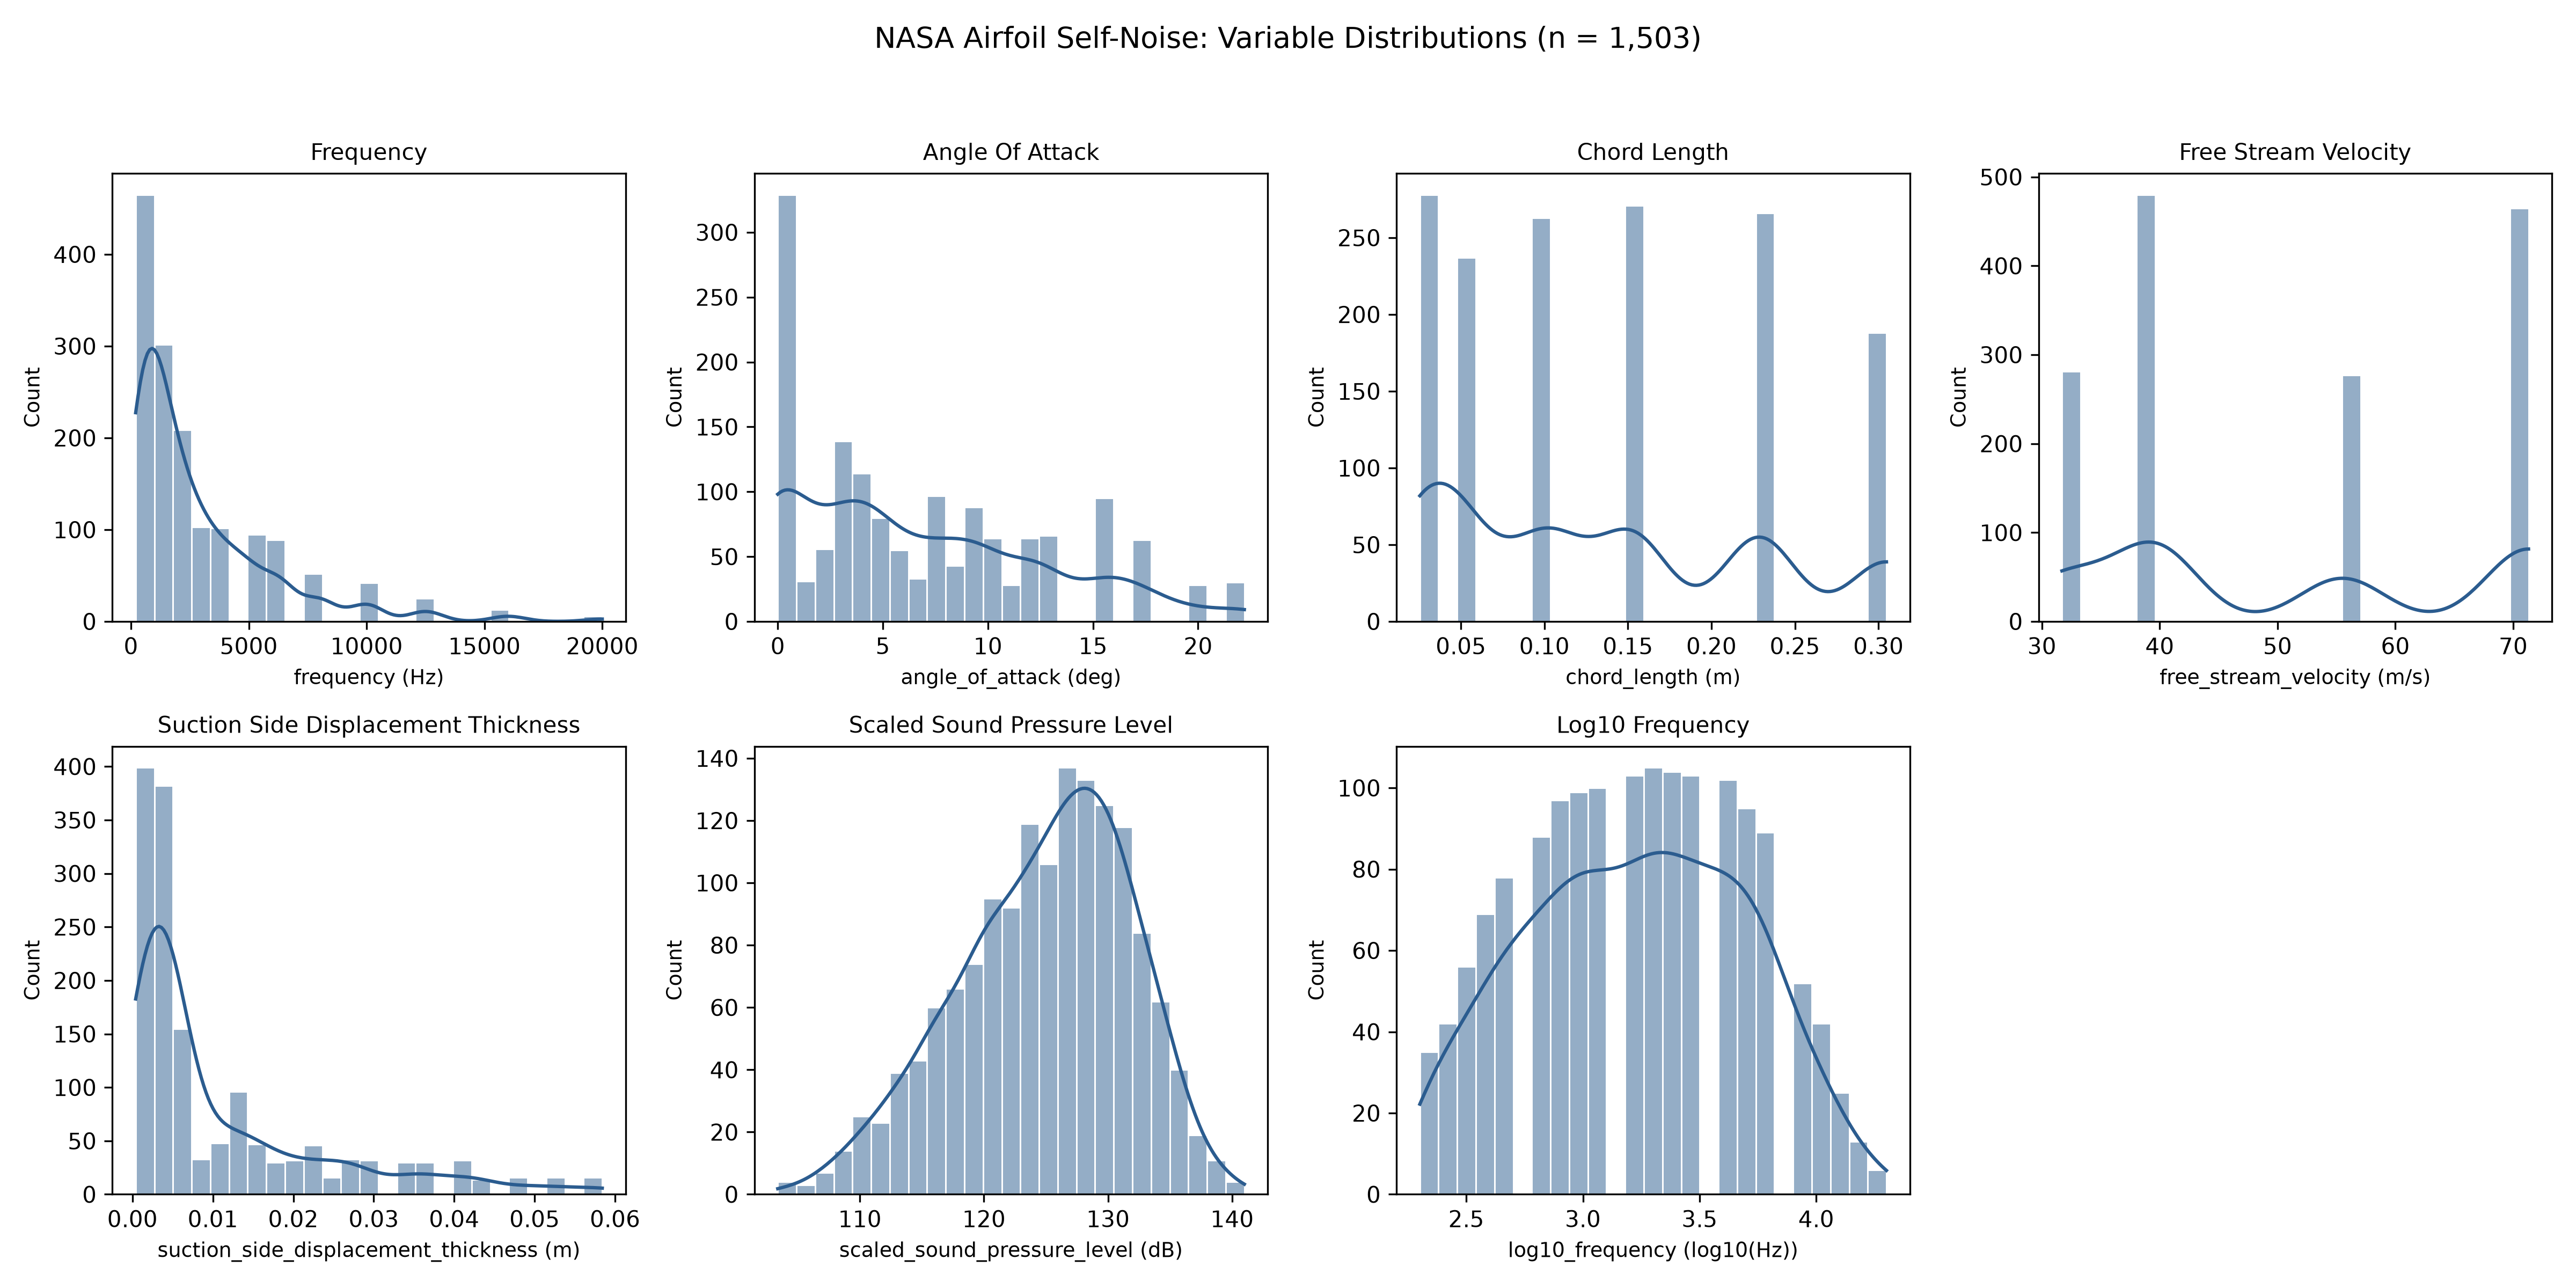 NASA Airfoil Self-Noise: Variable Distributions (n = 1,503)
Frequency
Count
400
300
200
100
0
0 5000 10000 15000 20000
frequency (Hz)
Angle Of Attack
Count
300
250
200
150
100
50
0
0 5 10 15 20
angle_of_attack (deg)
Chord Length
Count
250
200
150
100
50
0
0.05 0.10 0.15 0.20 0.25 0.30
chord_length (m)
Free Stream Velocity
Count
500
400
300
200
100
0
30 40 50 60 70
free_stream_velocity (m/s)
Suction Side Displacement Thickness
Count
400
350
300
250
200
150
100
50
0
0.00 0.01 0.02 0.03 0.04 0.05 0.06
suction_side_displacement_thickness (m)
Scaled Sound Pressure Level
Count
140
120
100
80
60
40
20
0
110 120 130 140
scaled_sound_pressure_level (dB)
Log10 Frequency
Count
100
80
60
40
20
0
2.5 3.0 3.5 4.0
log10_frequency (log10(Hz))